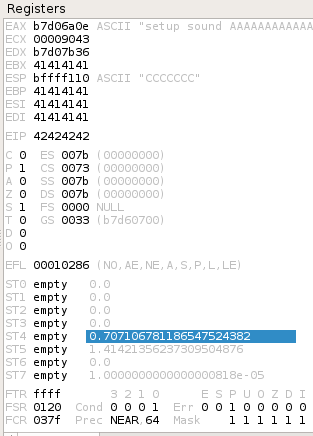 Registers
EAX b7d06a0e ASCII "setup sound AAAAAAAAAAAA
ECX 00009043
EDX b7d07b36
EBX 41414141
ESP bffff110 ASCII "CCCCCCC"
EBP 41414141
ESI 41414141
EDI 41414141
EIP 42424242
C 0 ES 007b (00000000)
P 1 CS 0073 (00000000)
A 0 SS 007b (00000000)
Z 0 DS 007b (00000000)
S 1 FS 0000 NULL
T 0 GS 0033 (b7d60700)
D 0
O 0
EFL 00010286 (NO,AE,NE,A,S,P,L,LE)
ST0 empty 0.0
ST1 empty 0.0
ST2 empty 0.0
ST3 empty 0.0
ST4 empty 0.707106781186547524382
ST5 empty 1.41421356237309504876
ST6 empty 0.0
ST7 empty 1.0000000000000000818e-05
FTR ffff 3 2 1 0 E S P U O Z D I
FSR 0120 Cond 0 0 0 1 Err 0 0 1 0 0 0 0 0
FCR 037f Prec NEAR,64 Mask 1 1 1 1 1 1